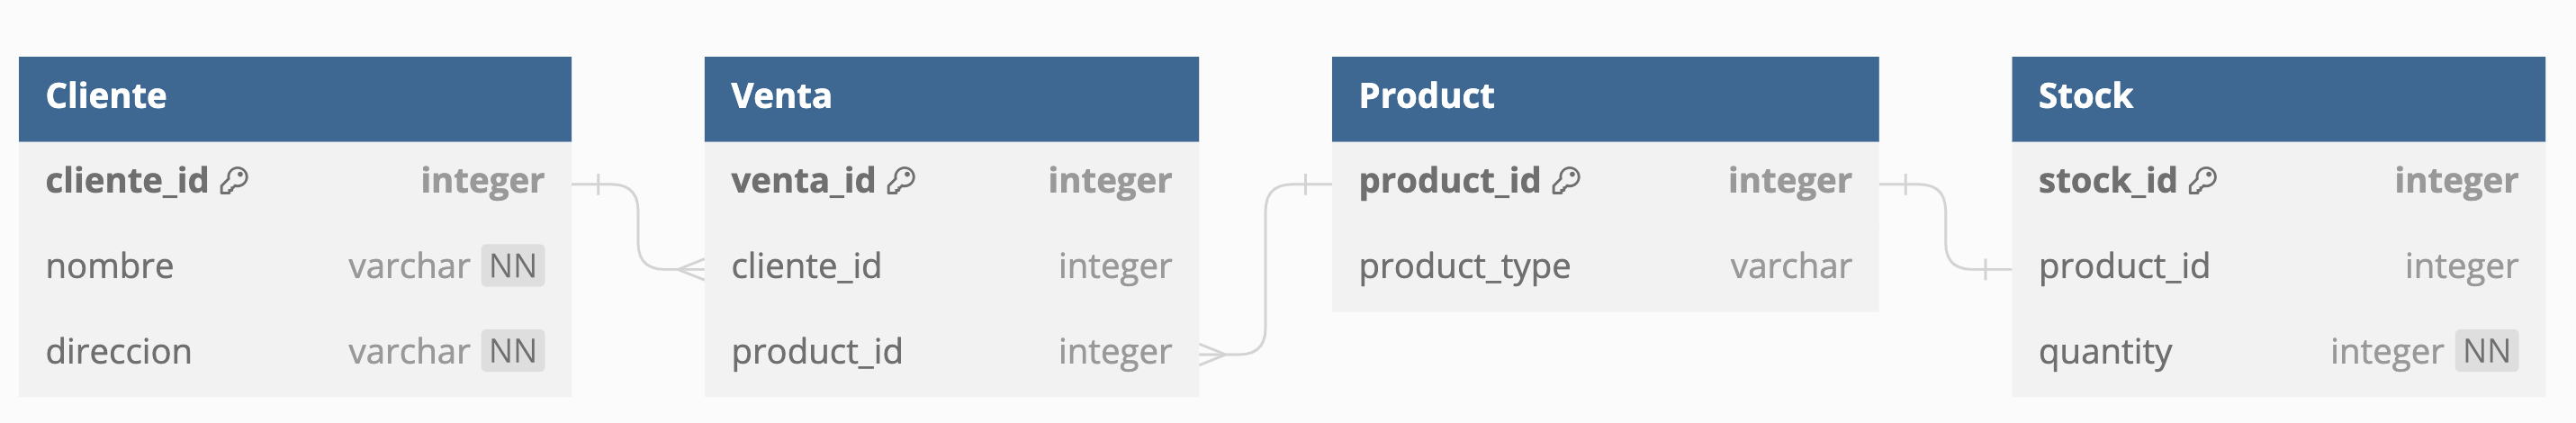 Cliente
cliente_id integer
nombre varchar NN
direccion varchar NN
Venta
venta_id integer
cliente_id integer
product_id integer
Product
product_id integer
product_type varchar
Stock
stock_id integer
product_id integer
quantity integer NN